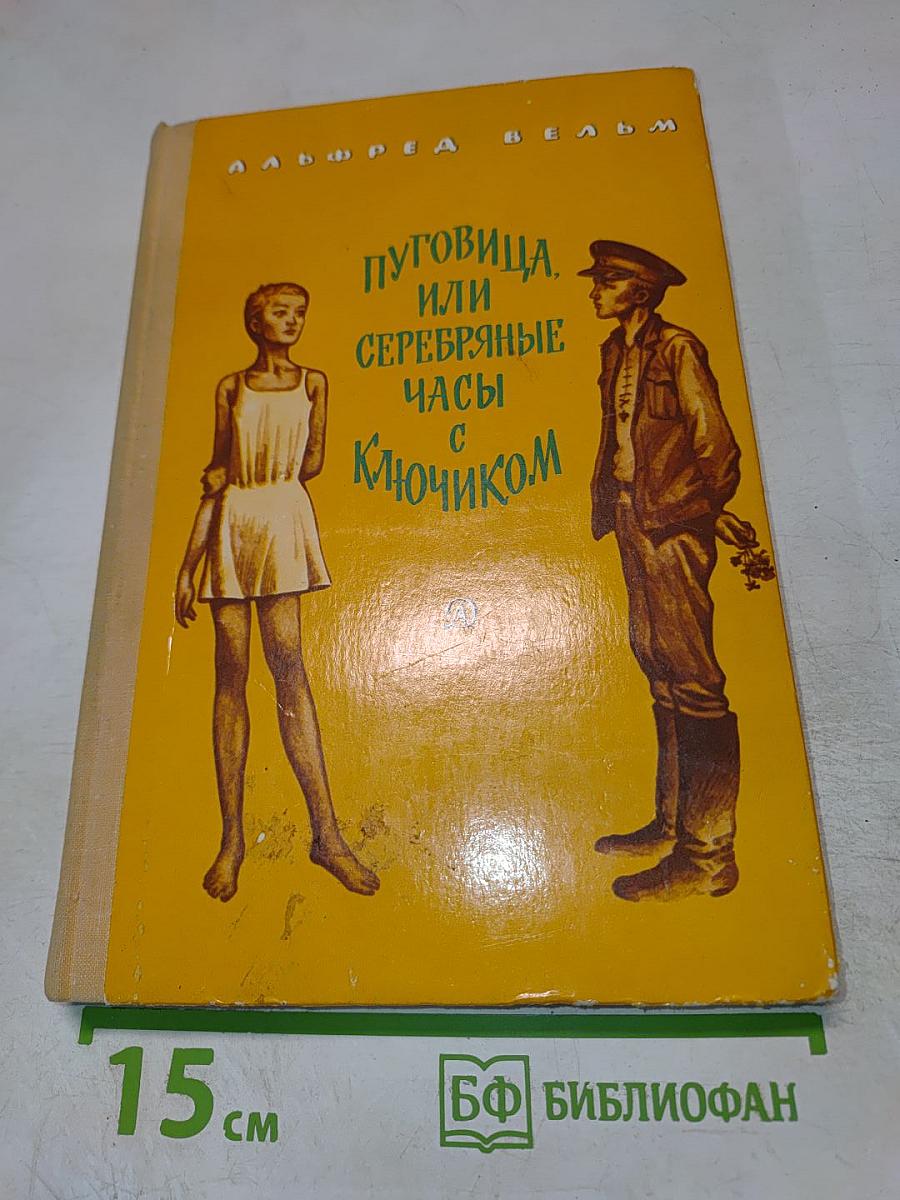 АЛЬФРЕД ВЕЛЬМ
ПУГОВИЦА,
ИЛИ
СЕРЕБРЯНЫЕ
ЧАСЫ
С
КЛЮЧИКОМ
15 см
БФ БИБЛИОФАН